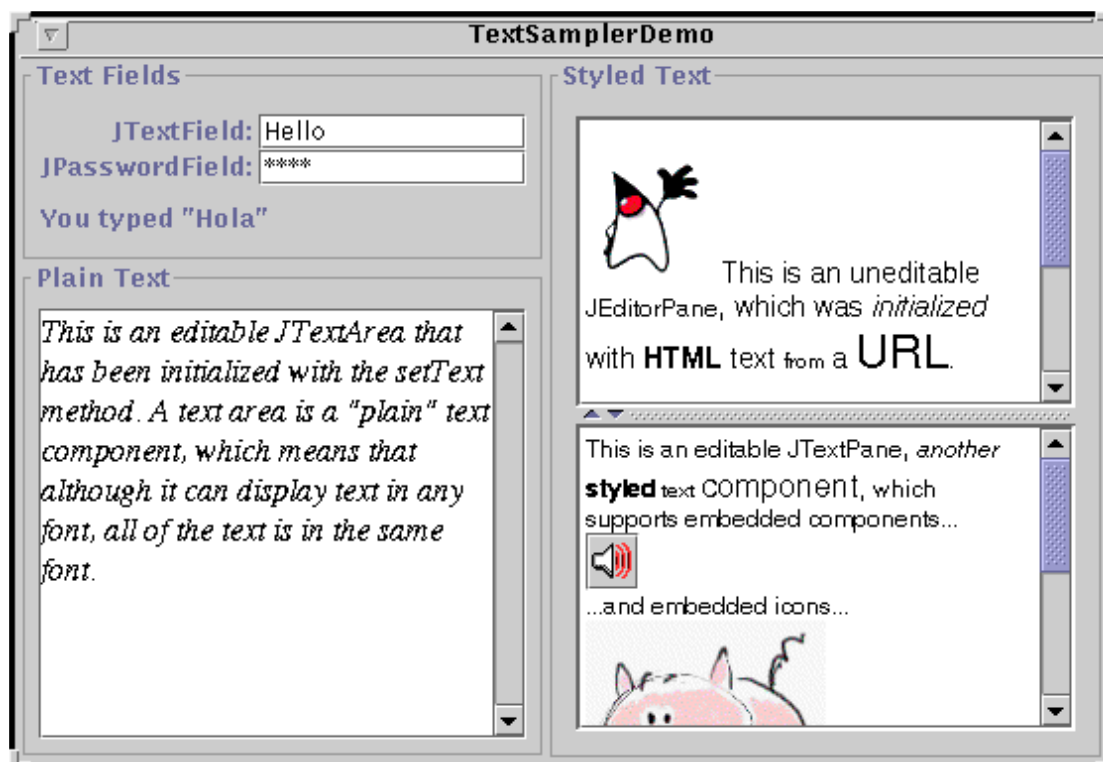 TextSamplerDemo
Text Fields
JTextField: Hello
JPasswordField: ****
You typed "Hola"
Plain Text
This is an editable JTextArea that
has been initialized with the setText
method. A text area is a "plain" text
component, which means that
although it can display text in any
font, all of the text is in the same
font.
Styled Text
This is an uneditable
JEditorPane, which was initialized
with HTML text from a URL.
This is an editable JTextPane, another
styled text component, which
supports embedded components...
...and embedded icons...